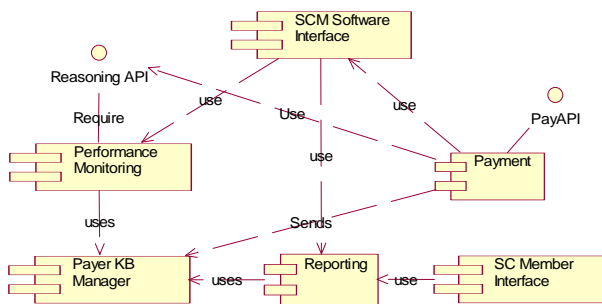 SCM Software
Interface
Reasoning API
use
Use
use
PayAPI
Require
Performance
Monitoring
use
Payment
uses
Sends
Payer KB
Manager
uses
Reporting
use
SC Member
Interface